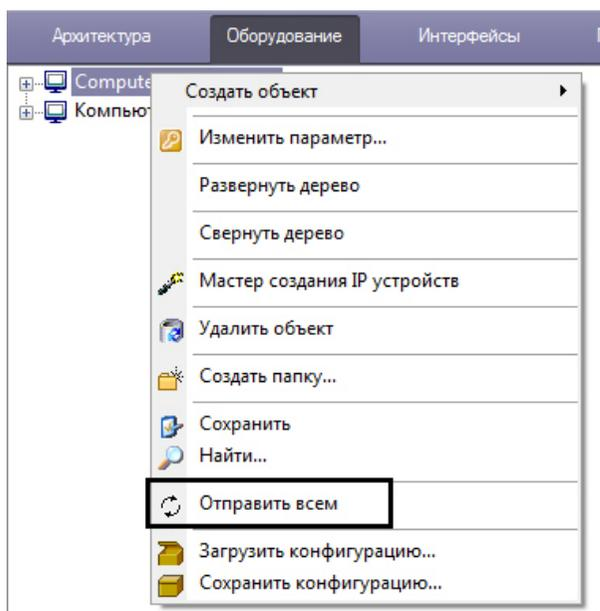 Архитектура Оборудование Интерфейсы
Compute
Компьют
Создать объект
Изменить параметр...
Развернуть дерево
Свернуть дерево
Мастер создания IP устройств
Удалить объект
Создать папку...
Сохранить
Найти...
Отправить всем
Загрузить конфигурацию...
Сохранить конфигурацию...